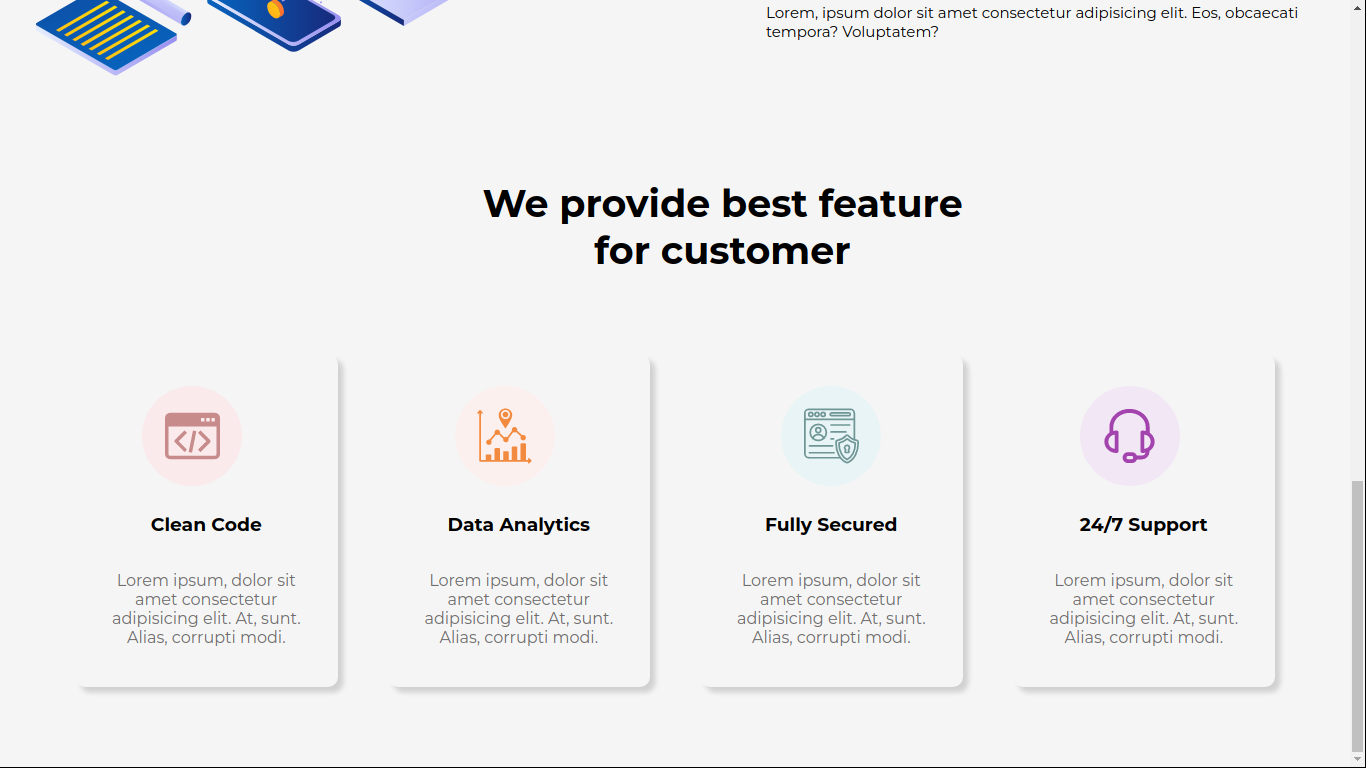 Lorem, ipsum dolor sit amet consectetur adipisicing elit. Eos, obcaecati
tempora? Voluptatem?
We provide best feature
for customer
Clean Code
Lorem ipsum, dolor sit
amet consectetur
adipisicing elit. At, sunt.
Alias, corrupti modi.
Data Analytics
Lorem ipsum, dolor sit
amet consectetur
adipisicing elit. At, sunt.
Alias, corrupti modi.
Fully Secured
Lorem ipsum, dolor sit
amet consectetur
adipisicing elit. At, sunt.
Alias, corrupti modi.
24/7 Support
Lorem ipsum, dolor sit
amet consectetur
adipisicing elit. At, sunt.
Alias, corrupti modi.